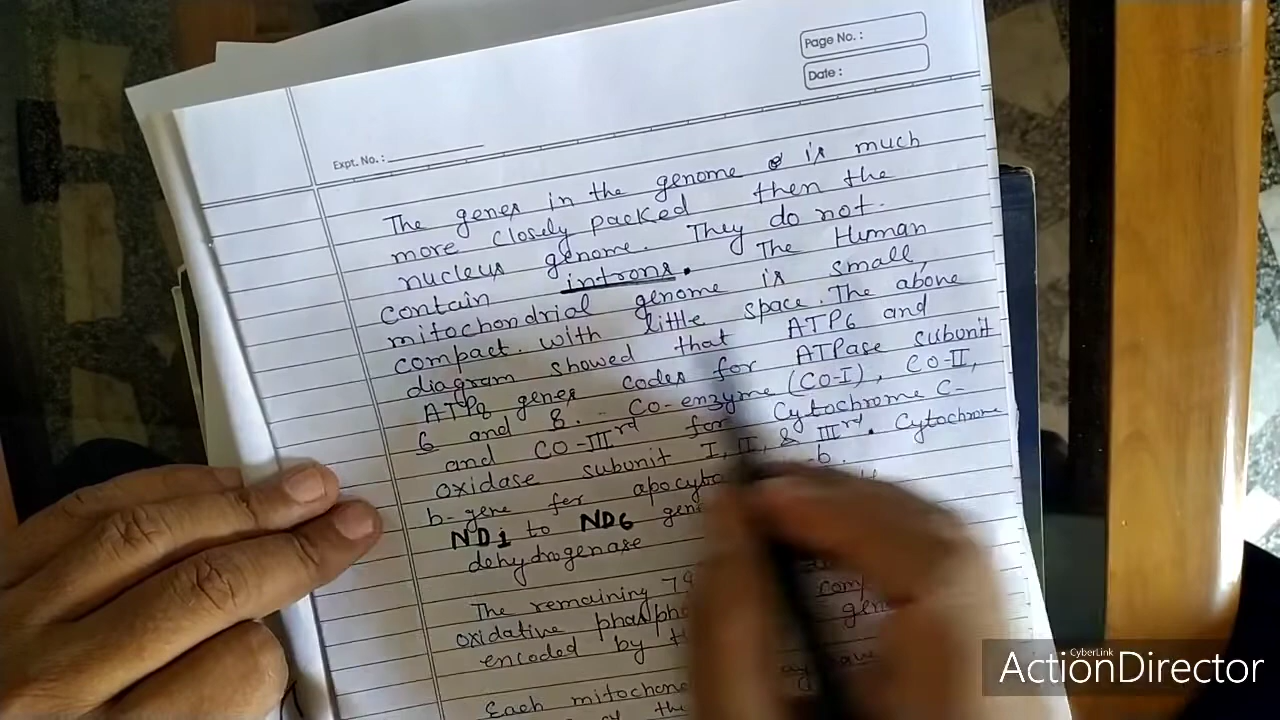 Page No. :
Date :
Expt. No. :
The genes in the genome is much
more closely packed then the
nucleus genome. They do not.
contain introns. The Human
mitochondrial genome is small,
compact. with little space. The above
diagram showed that ATP6 and
ATP8 genes codes for ATPase subunit
6 and 8. Co-enzyme (CO-I), CO-II,
and CO-IIIrd for Cytochrome C-
oxidase subunit I, II, & IIIrd. Cytochrome
b-gene for b.
ND1 to ND6
dehydrogenase
The remaining
oxidative
encoded by
Each
the
CyberLink
ActionDirector